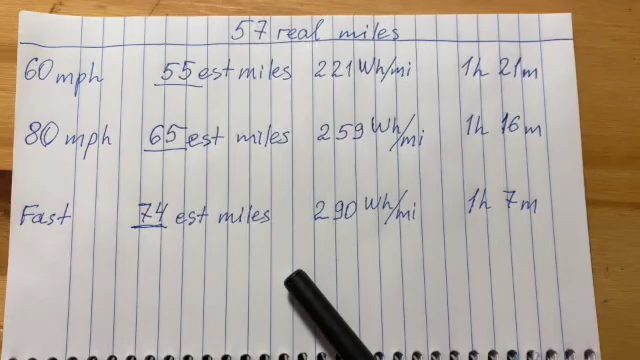 57 real miles
60 mph 55 est miles 221 Wh/mi 1h 21m
80 mph 65 est miles 259 Wh/mi 1h 16m
Fast 74 est miles 290 Wh/mi 1h 7m